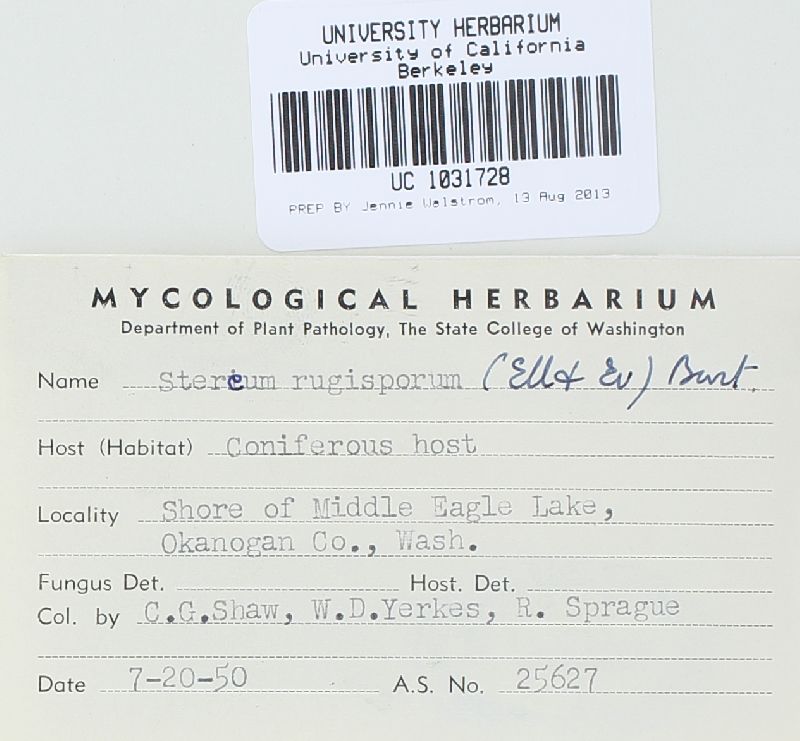 UNIVERSITY HERBARIUM
University of California
Berkeley
UC 1031728
PREP BY Jennie Walstrom, 13 Aug 2013
MYCOLOGICAL HERBARIUM
Department of Plant Pathology, The State College of Washington
Name Stereum rugisporum (Ell & Ev) Burt.
Host (Habitat) Coniferous host
Locality Shore of Middle Eagle Lake,
Okanogan Co., Wash.
Fungus Det. Host. Det.
Col. by C.G.Shaw, W.D.Yerkes, R. Sprague
Date 7-20-50 A.S. No. 25627